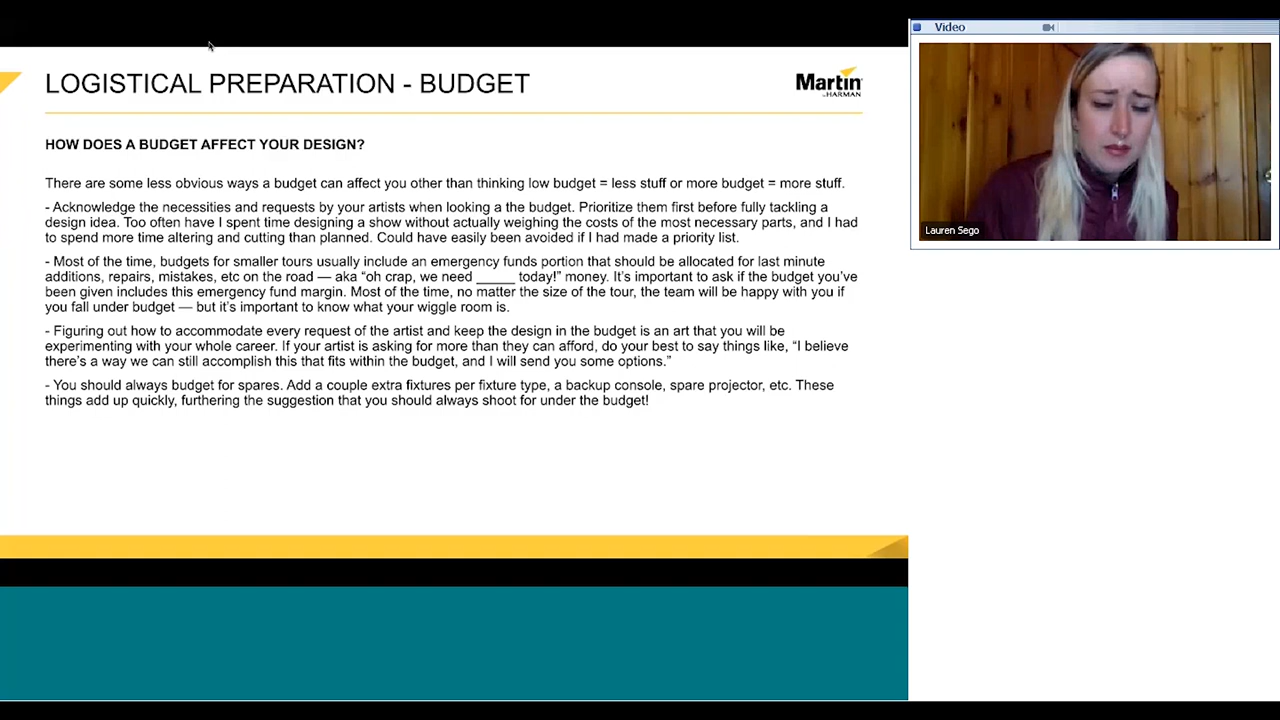 LOGISTICAL PREPARATION - BUDGET
Martin
by HARMAN
HOW DOES A BUDGET AFFECT YOUR DESIGN?
There are some less obvious ways a budget can affect you other than thinking low budget = less stuff or more budget = more stuff.
- Acknowledge the necessities and requests by your artists when looking a the budget. Prioritize them first before fully tackling a
design idea. Too often have I spent time designing a show without actually weighing the costs of the most necessary parts, and I had
to spend more time altering and cutting than planned. Could have easily been avoided if I had made a priority list.
- Most of the time, budgets for smaller tours usually include an emergency funds portion that should be allocated for last minute
additions, repairs, mistakes, etc on the road — aka “oh crap, we need _____ today!” money. It’s important to ask if the budget you’ve
been given includes this emergency fund margin. Most of the time, no matter the size of the tour, the team will be happy with you if
you fall under budget — but it’s important to know what your wiggle room is.
- Figuring out how to accommodate every request of the artist and keep the design in the budget is an art that you will be
experimenting with your whole career. If your artist is asking for more than they can afford, do your best to say things like, “I believe
there’s a way we can still accomplish this that fits within the budget, and I will send you some options.”
- You should always budget for spares. Add a couple extra fixtures per fixture type, a backup console, spare projector, etc. These
things add up quickly, furthering the suggestion that you should always shoot for under the budget!
Video
Lauren Sego